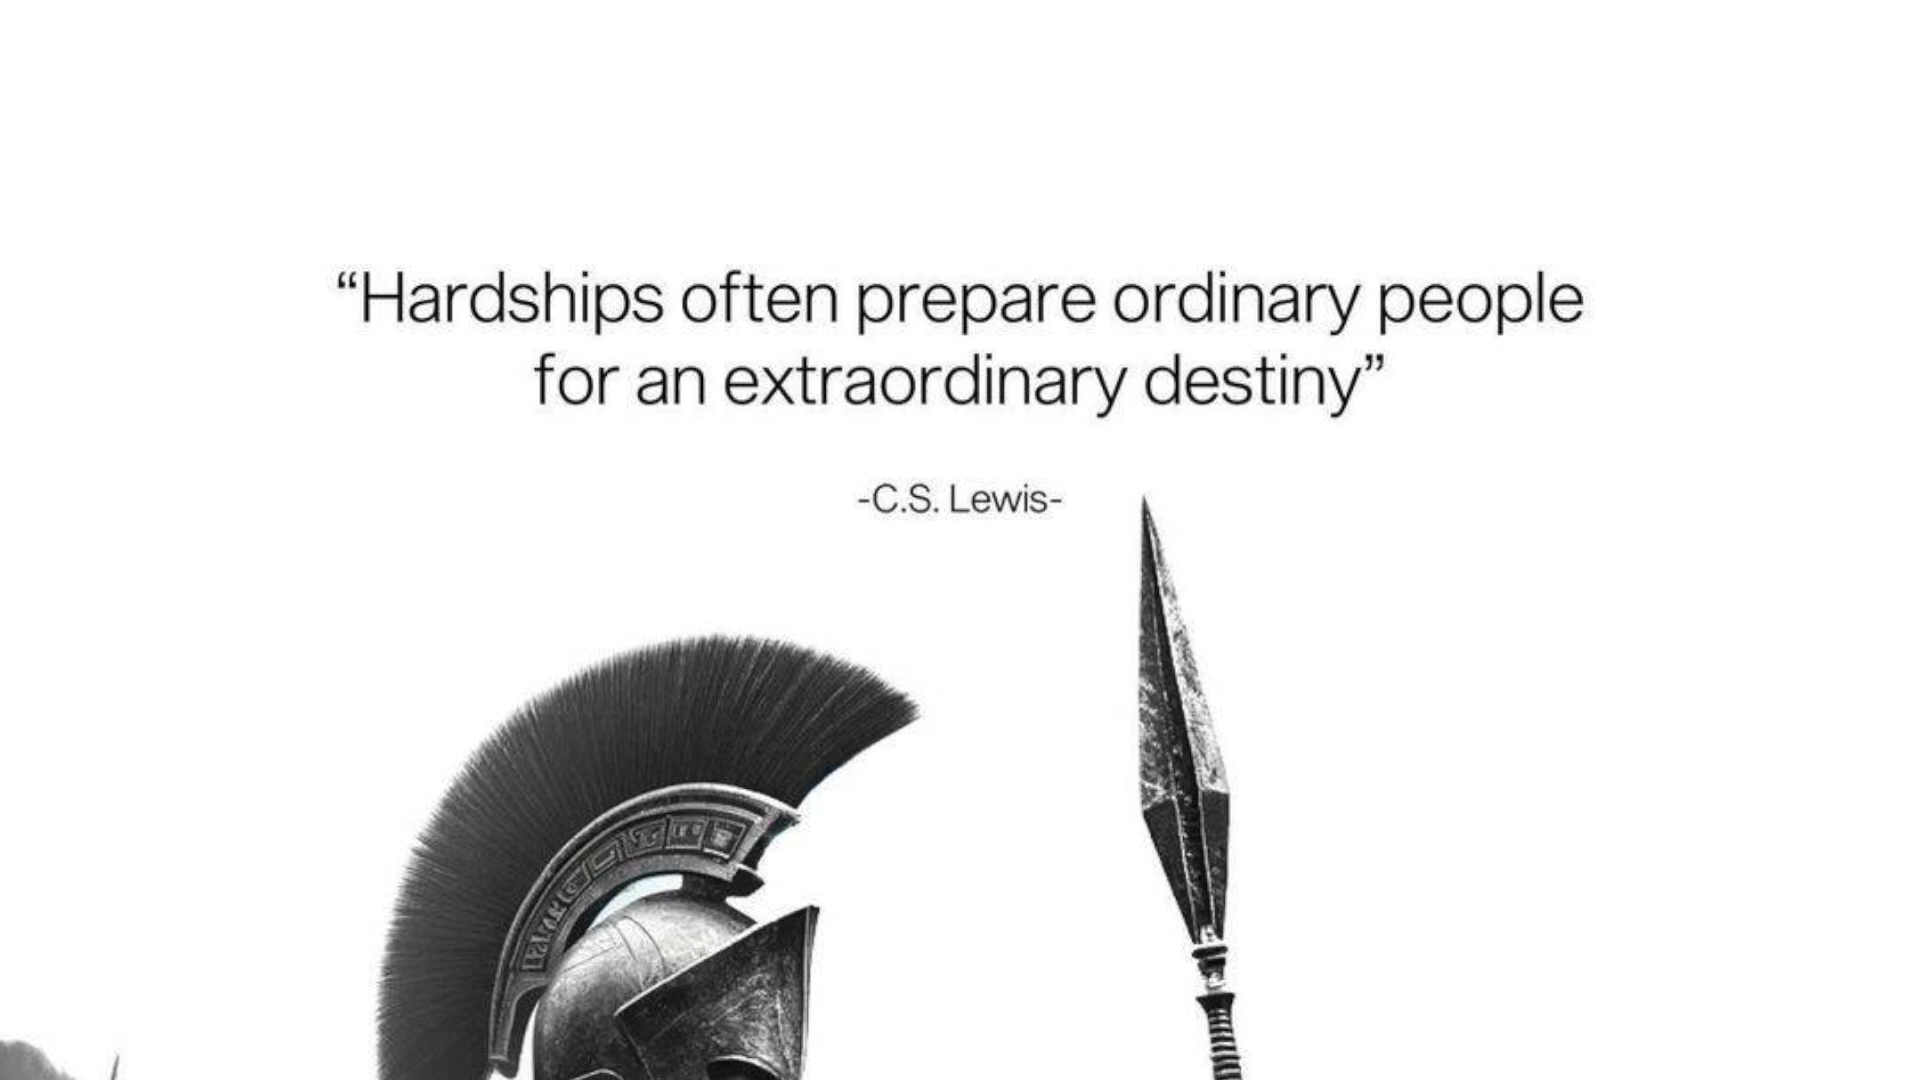 “Hardships often prepare ordinary people
for an extraordinary destiny”
-C.S. Lewis-